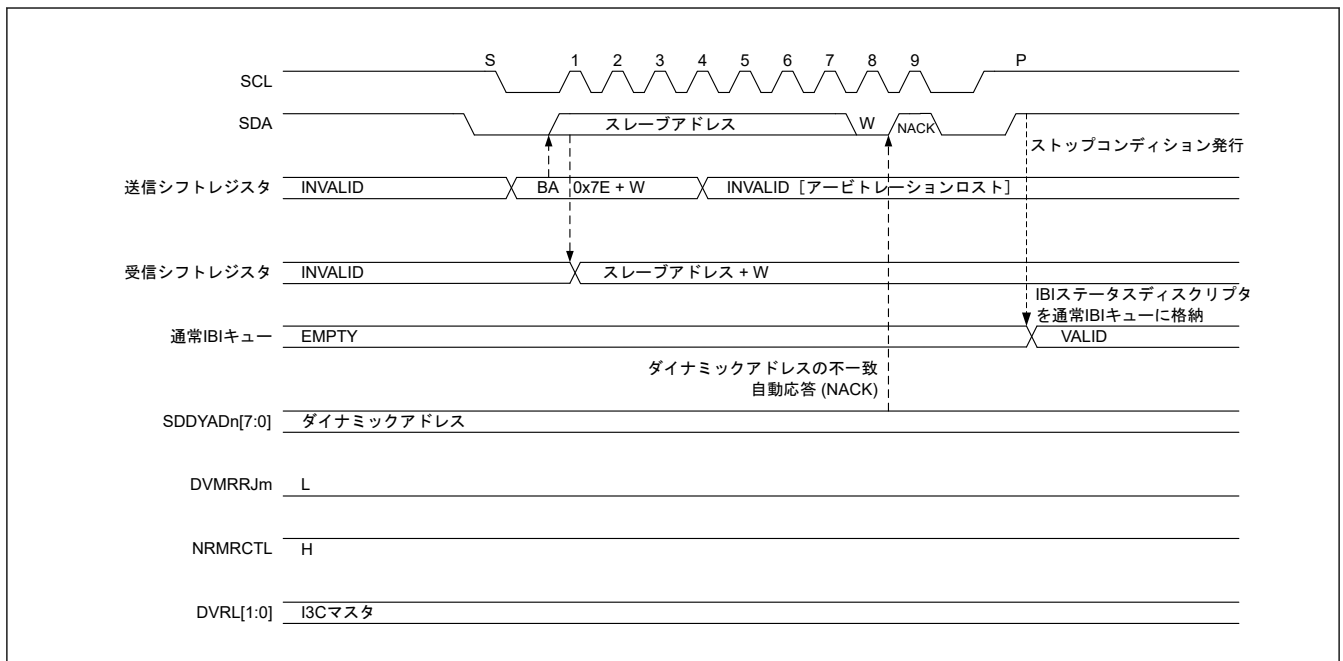 S 1 2 3 4 5 6 7 8 9 P
SCL
SDA スレーブアドレス W NACK
ストップコンディション発行
送信シフトレジスタ INVALID BA 0x7E + W INVALID [アービトレーションロスト]
受信シフトレジスタ INVALID スレーブアドレス + W
IBIステータスディスクリプタ
を通常IBIキューに格納
通常IBIキュー EMPTY VALID
ダイナミックアドレスの不一致
自動応答 (NACK)
SDDYADn[7:0] ダイナミックアドレス
DVMRRJm L
NRMRCTL H
DVRL[1:0] I3Cマスタ